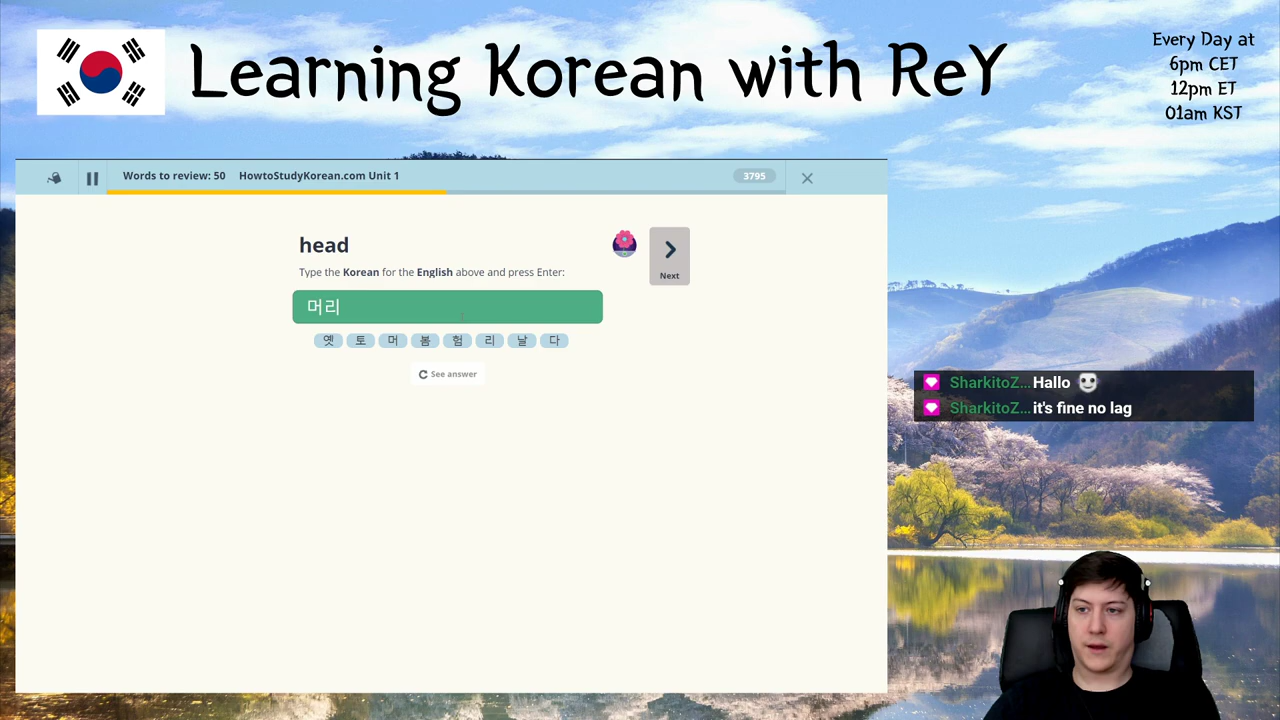 Learning Korean with ReY
Every Day at
6pm CET
12pm ET
01am KST
Words to review: 50 HowtoStudyKorean.com Unit 1
3795
head
Type the Korean for the English above and press Enter:
Next
머리
옛 토 머 봄 험 리 날 다
See answer
SharkitoZ... Hallo
SharkitoZ... it's fine no lag